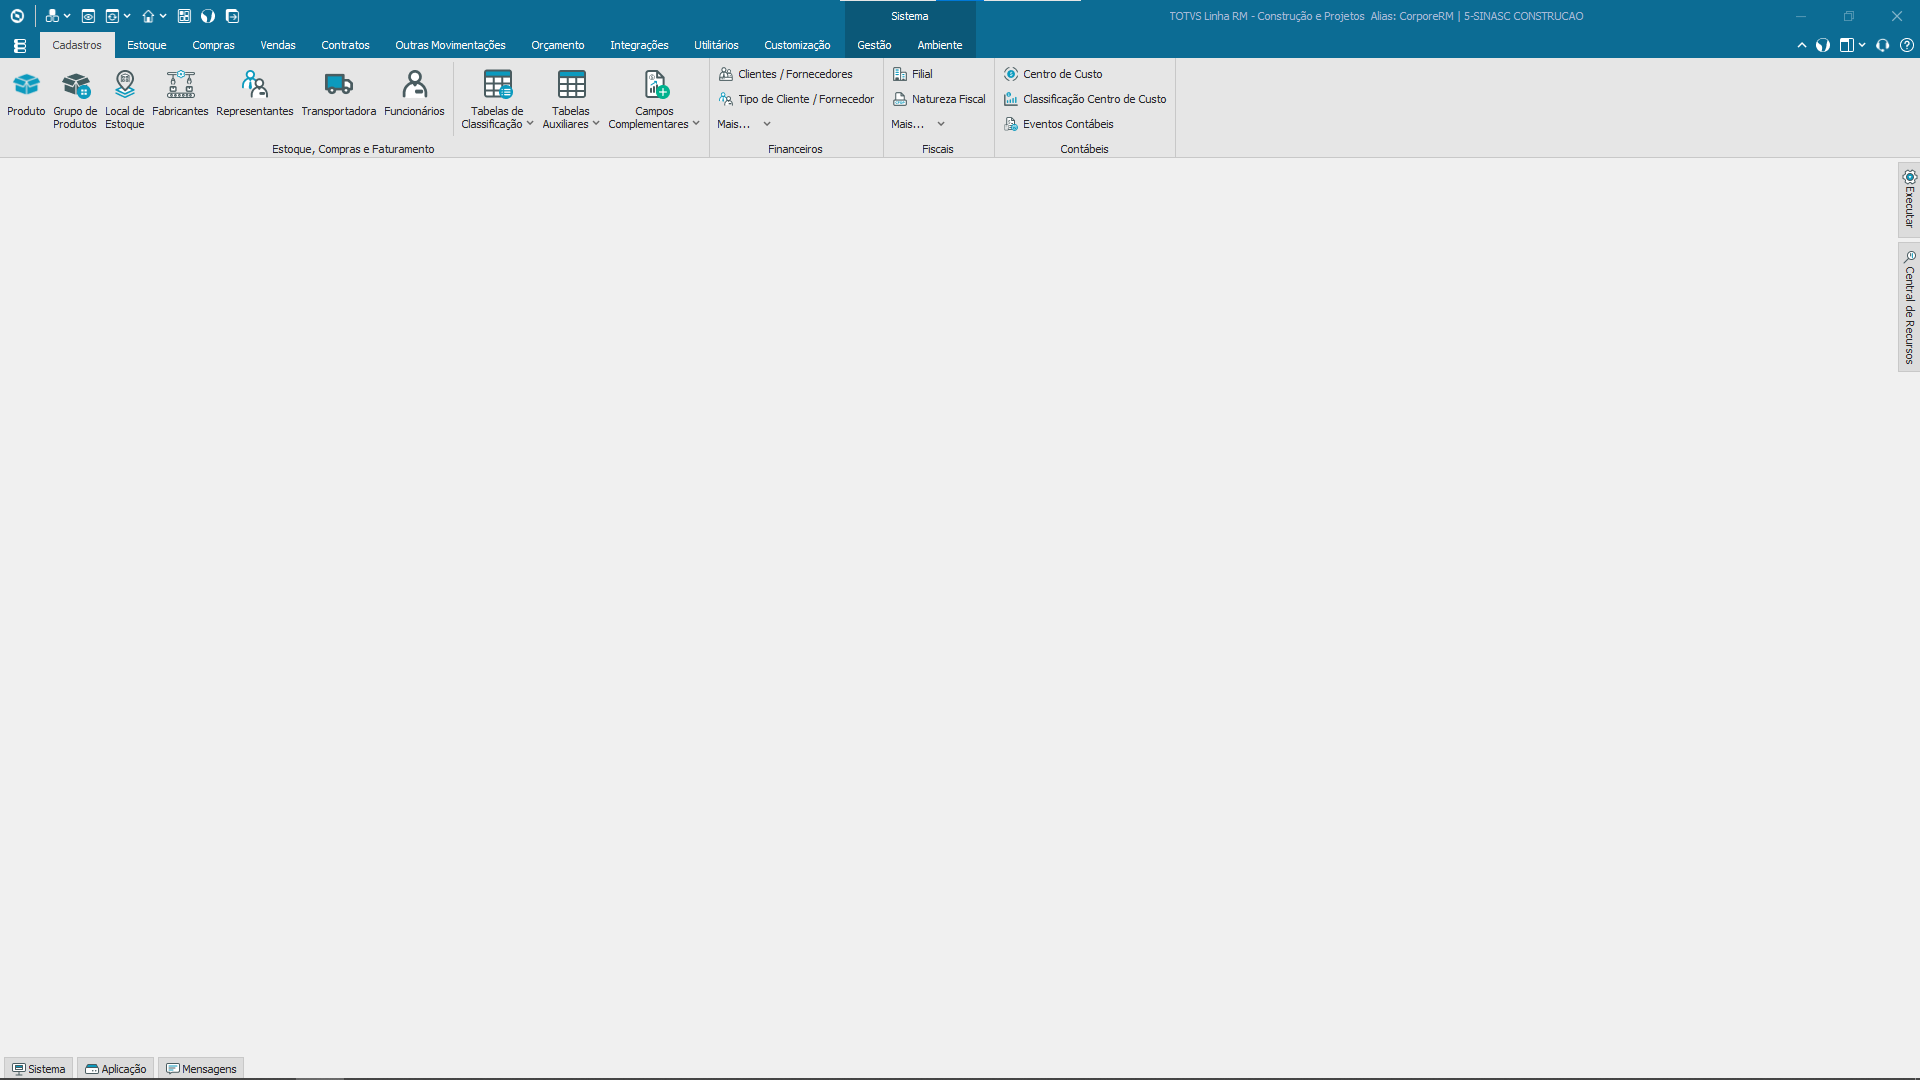 Sistema
TOTVS Linha RM - Construção e Projetos  Alias: CorporeRM | 5-SINASC CONSTRUCAO
Cadastros
Estoque
Compras
Vendas
Contratos
Outras Movimentações
Orçamento
Integrações
Utilitários
Customização
Gestão
Ambiente
Produto
Grupo de
Produtos
Local de
Estoque
Fabricantes
Representantes
Transportadora
Funcionários
Tabelas de
Classificação
Tabelas
Auxiliares
Campos
Complementares
Estoque, Compras e Faturamento
Clientes / Fornecedores
Tipo de Cliente / Fornecedor
Mais...
Financeiros
Filial
Natureza Fiscal
Mais...
Fiscais
Centro de Custo
Classificação Centro de Custo
Eventos Contábeis
Contábeis
Executar
Central de Recursos
Sistema
Aplicação
Mensagens